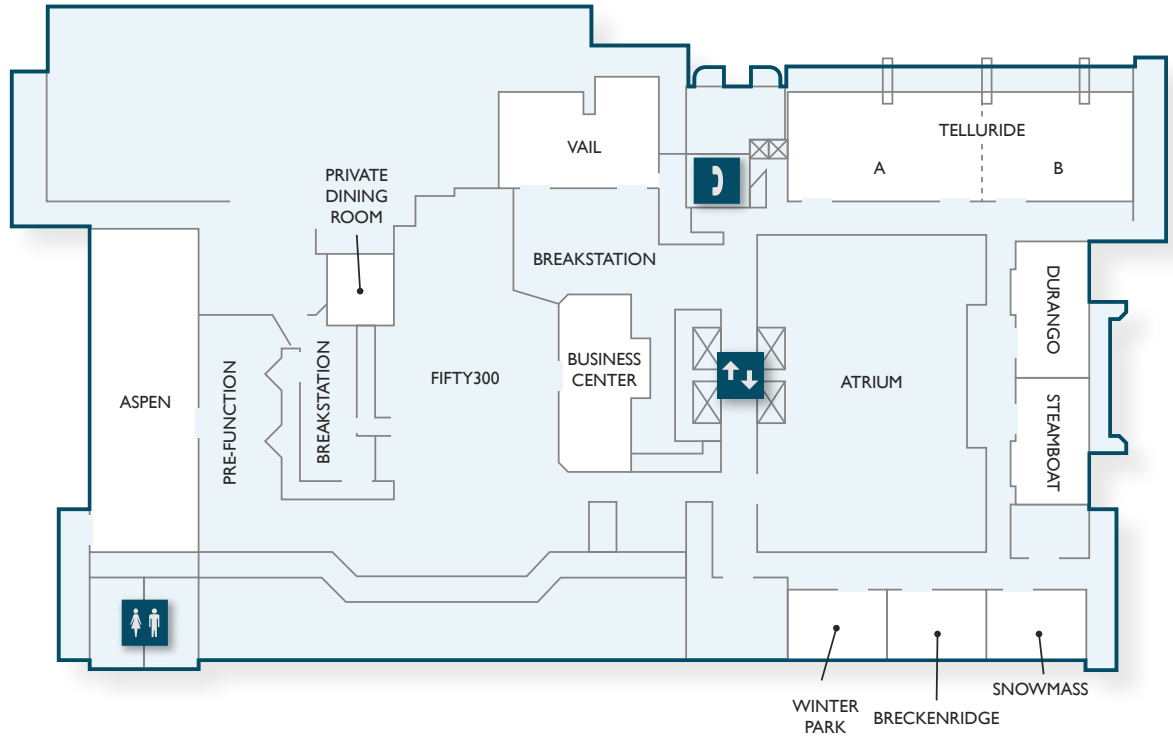 VAIL
TELLURIDE
A
B
PRIVATE
DINING
ROOM
BREAKSTATION
DURANGO
ASPEN
PRE-FUNCTION
BREAKSTATION
FIFTY300
BUSINESS
CENTER
ATRIUM
STEAMBOAT
WINTER
PARK
BRECKENRIDGE
SNOWMASS